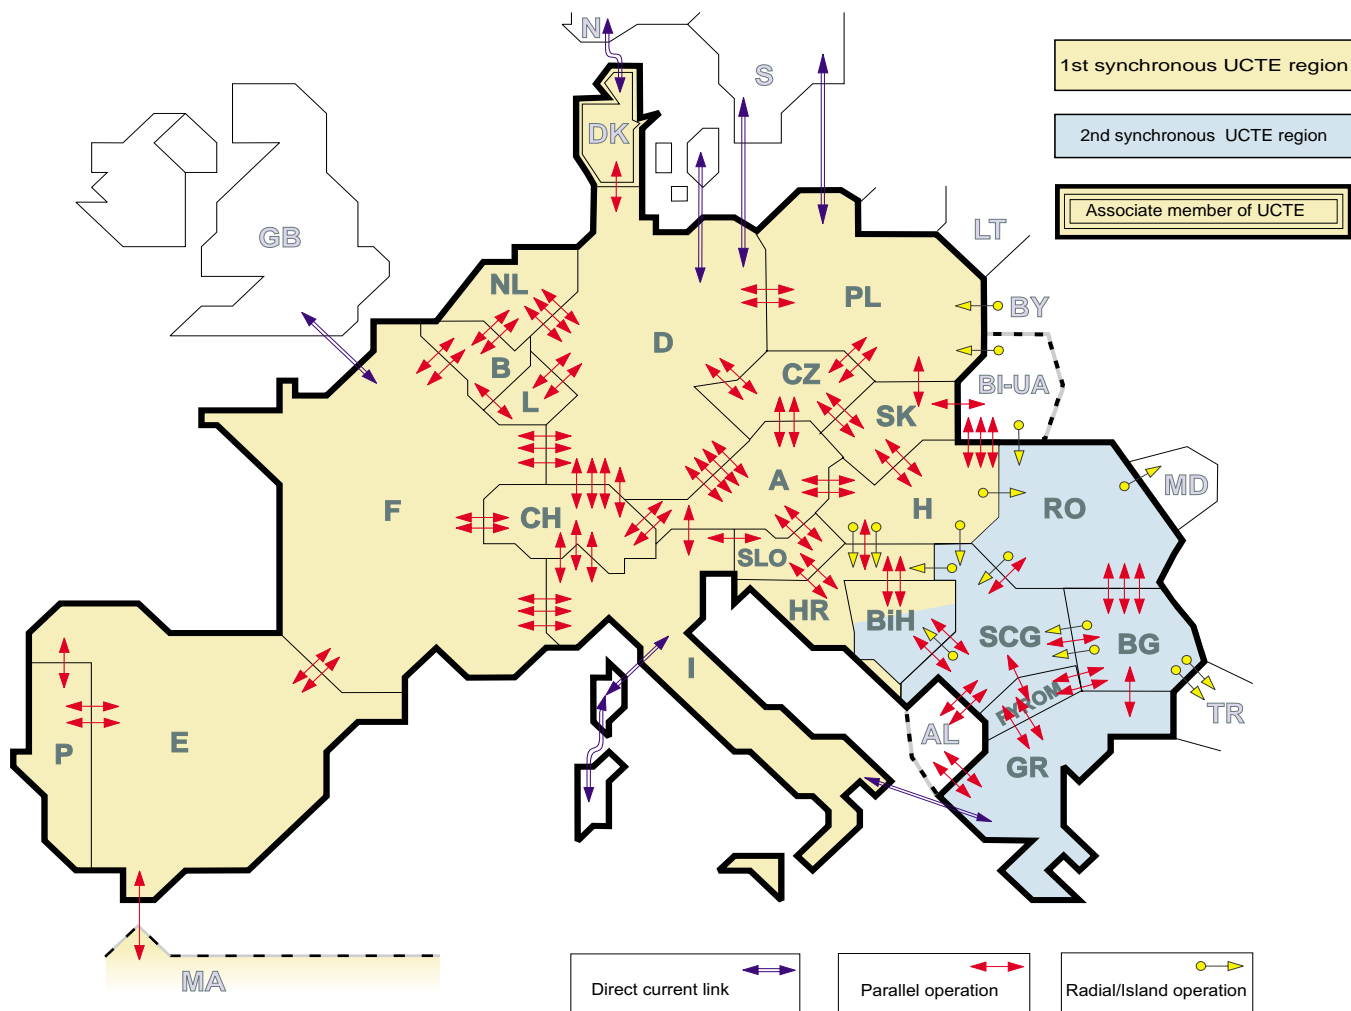 N
S
1st synchronous UCTE region
DK
2nd synchronous UCTE region
Associate member of UCTE
GB
LT
NL
PL
BY
D
B
CZ
BI-UA
L
SK
A
MD
F
CH
H
RO
SLO
HR
BiH
SCG
BG
I
FYROM
TR
P
E
AL
GR
MA
Direct current link
Parallel operation
Radial/Island operation